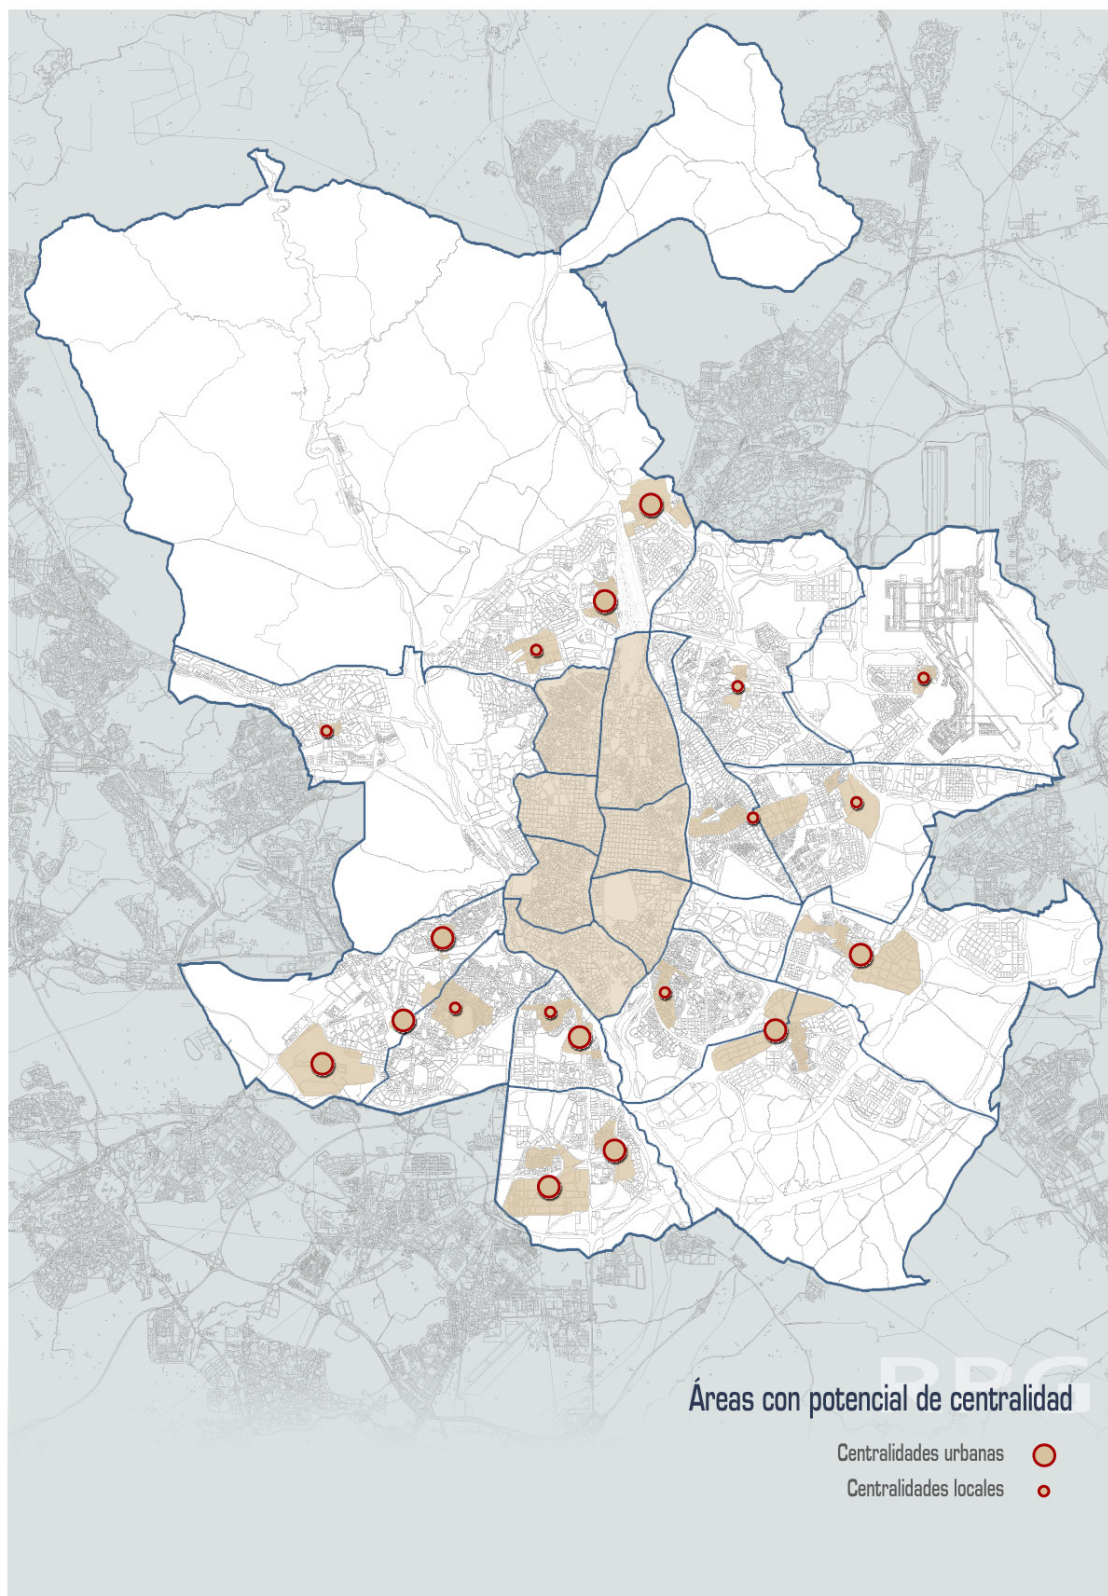 Áreas con potencial de centralidad
Centralidades urbanas
Centralidades locales